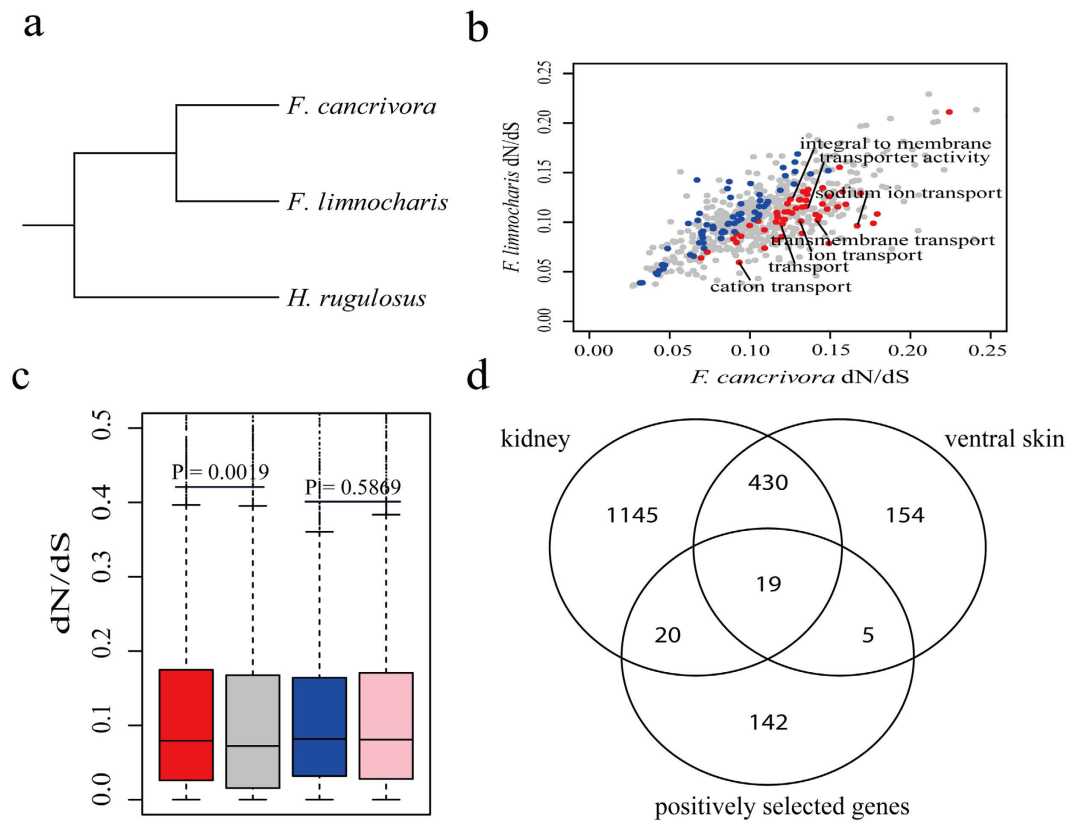 a
F. cancrivora
F. limnocharis
H. rugulosus
b
F. limnocharis dN/dS
0.25
0.20
0.15
0.10
0.05
0.00
integral to membrane
transporter activity
sodium ion transport
transmembrane transport
ion transport
transport
cation transport
0.00
0.05
0.10
0.15
0.20
0.25
F. cancrivora dN/dS
c
dN/dS
0.5
0.4
0.3
0.2
0.1
0.0
P = 0.0019
P = 0.5869
d
kidney
ventral skin
430
1145
154
19
20
5
142
positively selected genes